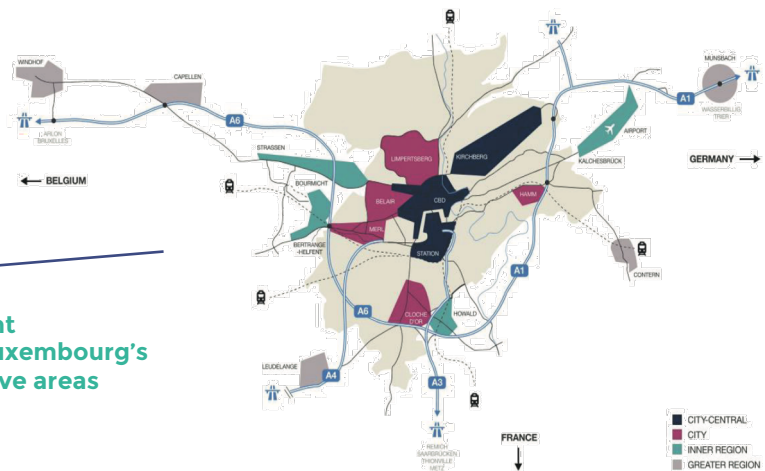 WINDHOF
CAPELLEN
MUNSBACH
A6
A1
ARLON
BRUXELLES
WASSERBILLIG
TRIER
STRASSEN
LIMPERTSBERG
KIRCHBERG
AIRPORT
KALCHESBRÜCK
GERMANY
BELGIUM
BOURMICHT
BELAIR
CBD
HAMM
MERL
BERTRANGE
-HELFENT
STATION
CONTERN
A1
A6
CLOCHE
D'OR
HOWALD
nt
uxembourg's
ve areas
LEUDELANGE
A4
A3
REMICH
SAARBRÜCKEN
THIONVILLE
METZ
FRANCE
CITY-CENTRAL
CITY
INNER REGION
GREATER REGION